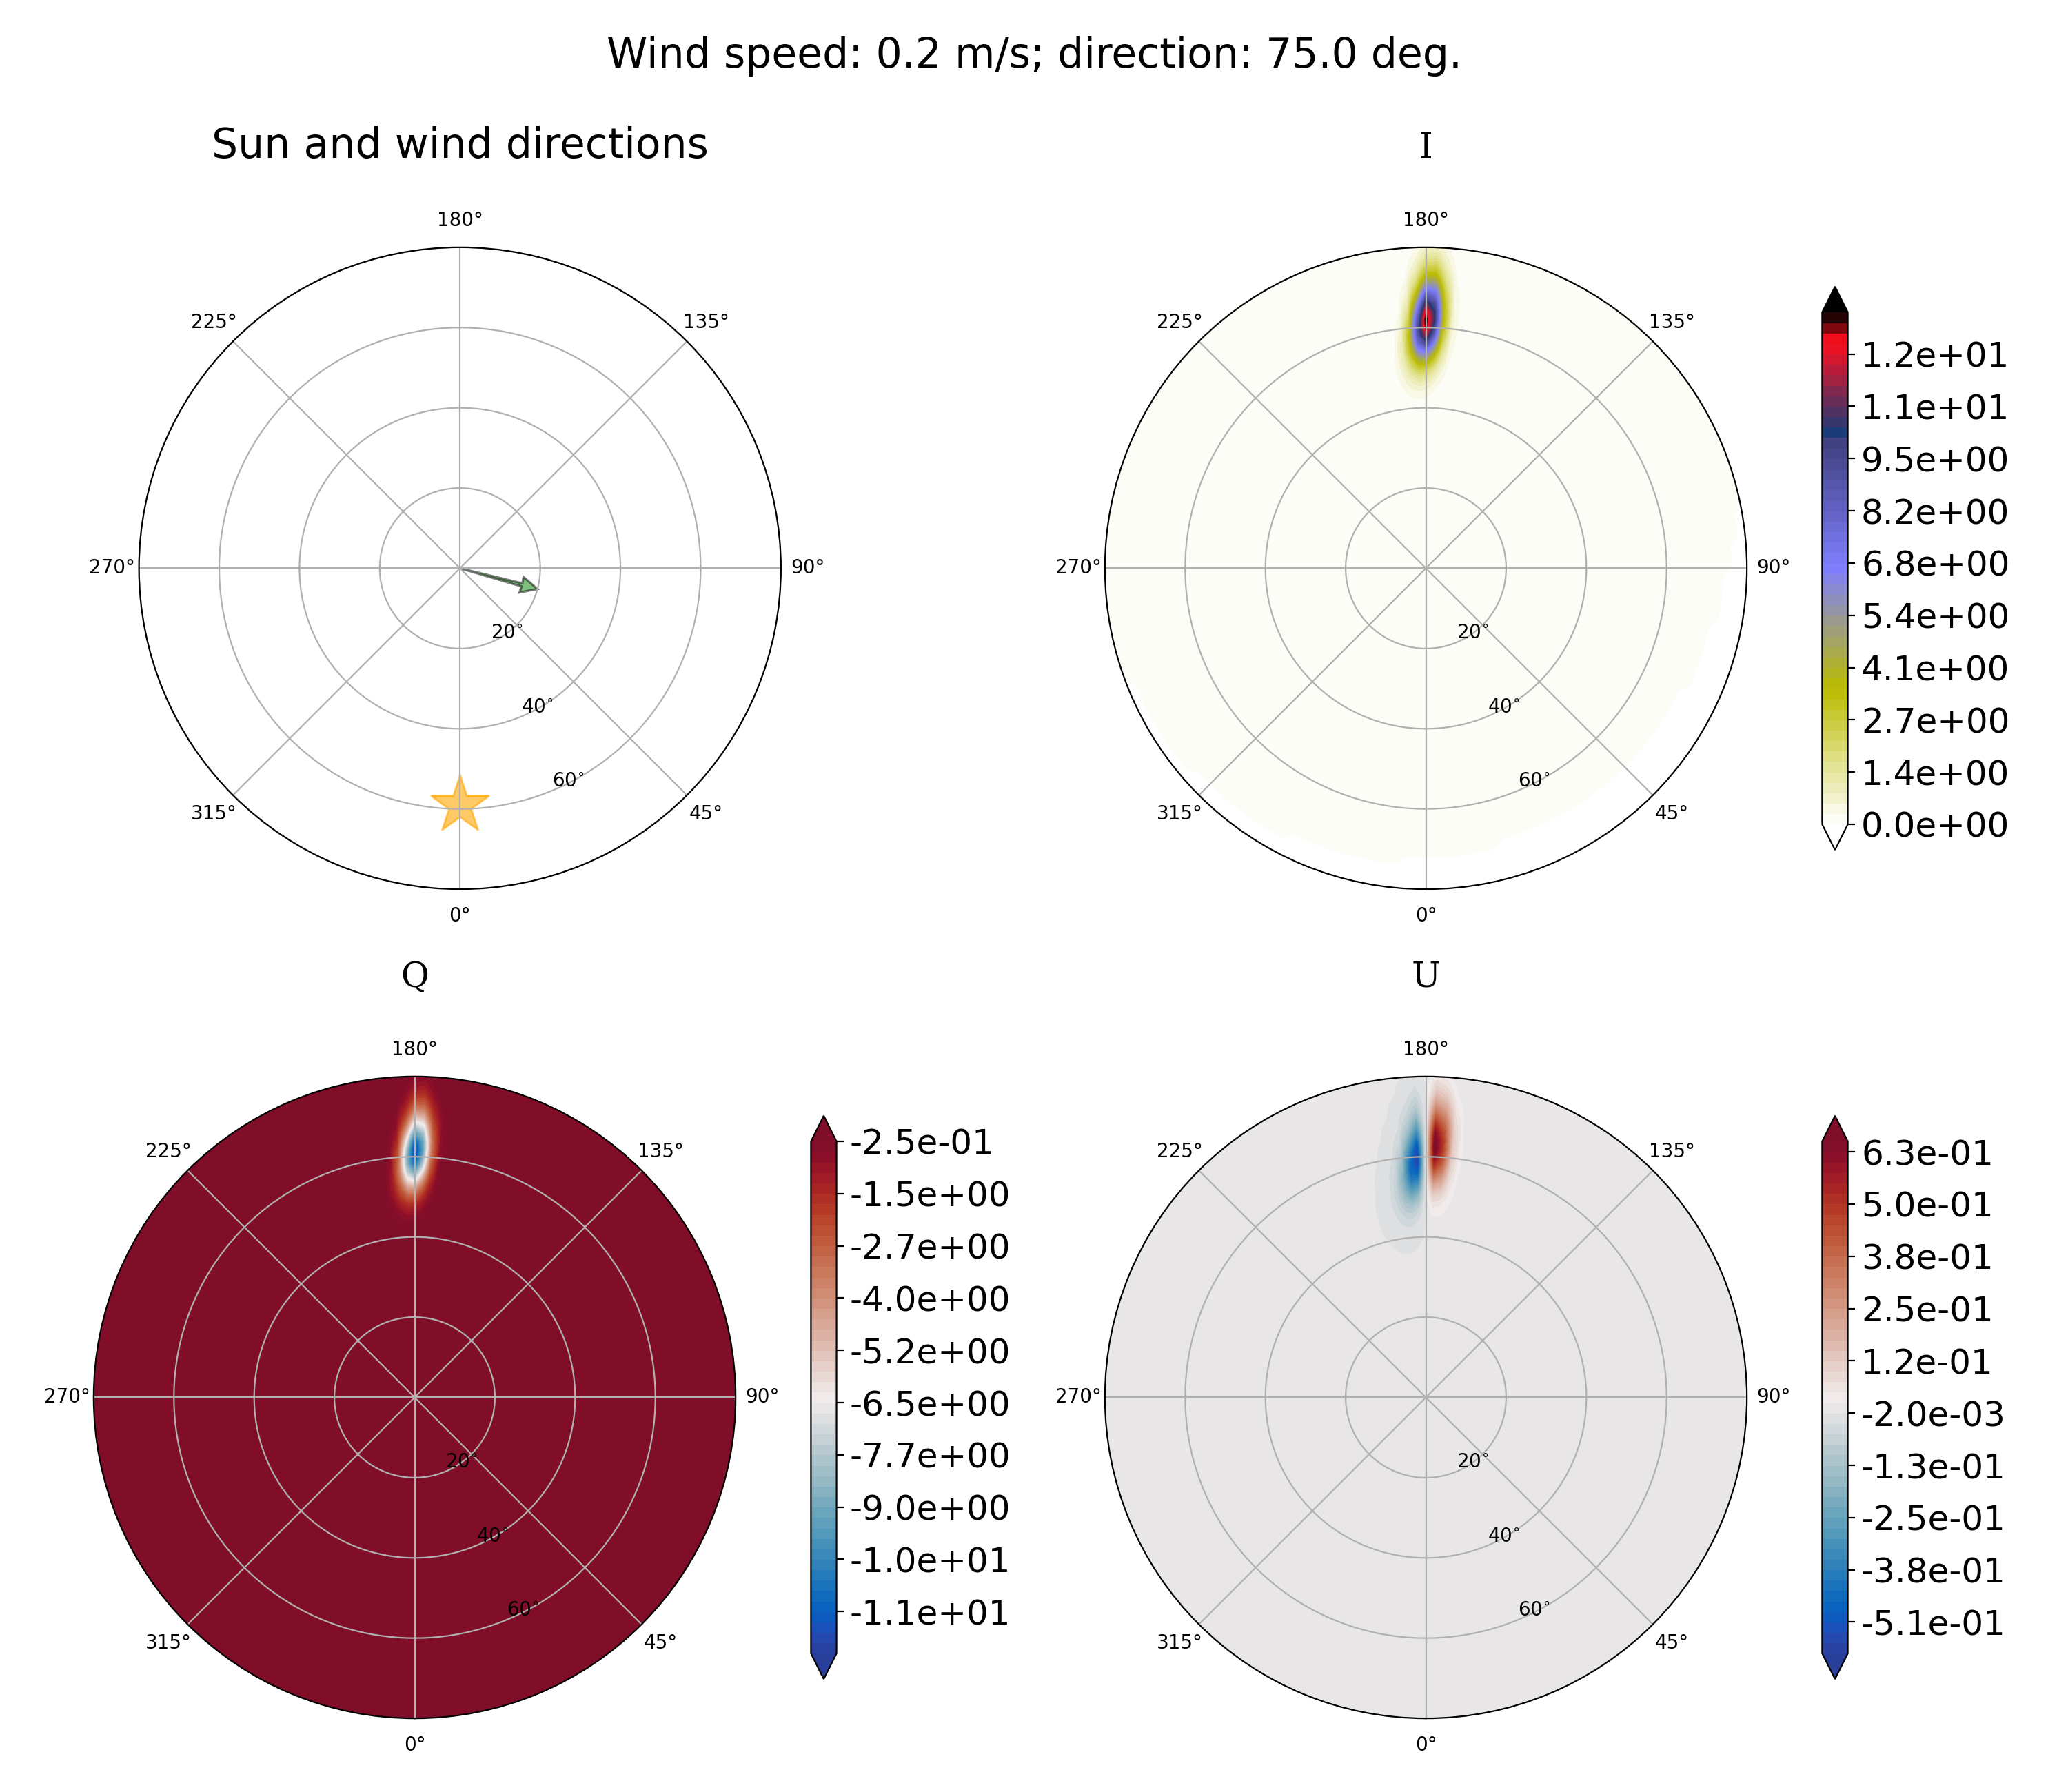 Wind speed: 0.2 m/s; direction: 75.0 deg.
Sun and wind directions
180°
225°
135°
270°
90°
20°
40°
60°
315°
45°
0°
I
180°
225°
135°
270°
90°
20°
40°
60°
315°
45°
0°
1.2e+01
1.1e+01
9.5e+00
8.2e+00
6.8e+00
5.4e+00
4.1e+00
2.7e+00
1.4e+00
0.0e+00
Q
180°
225°
135°
270°
90°
20°
40°
60°
315°
45°
0°
-2.5e-01
-1.5e+00
-2.7e+00
-4.0e+00
-5.2e+00
-6.5e+00
-7.7e+00
-9.0e+00
-1.0e+01
-1.1e+01
U
180°
225°
135°
270°
90°
20°
40°
60°
315°
45°
0°
6.3e-01
5.0e-01
3.8e-01
2.5e-01
1.2e-01
-2.0e-03
-1.3e-01
-2.5e-01
-3.8e-01
-5.1e-01